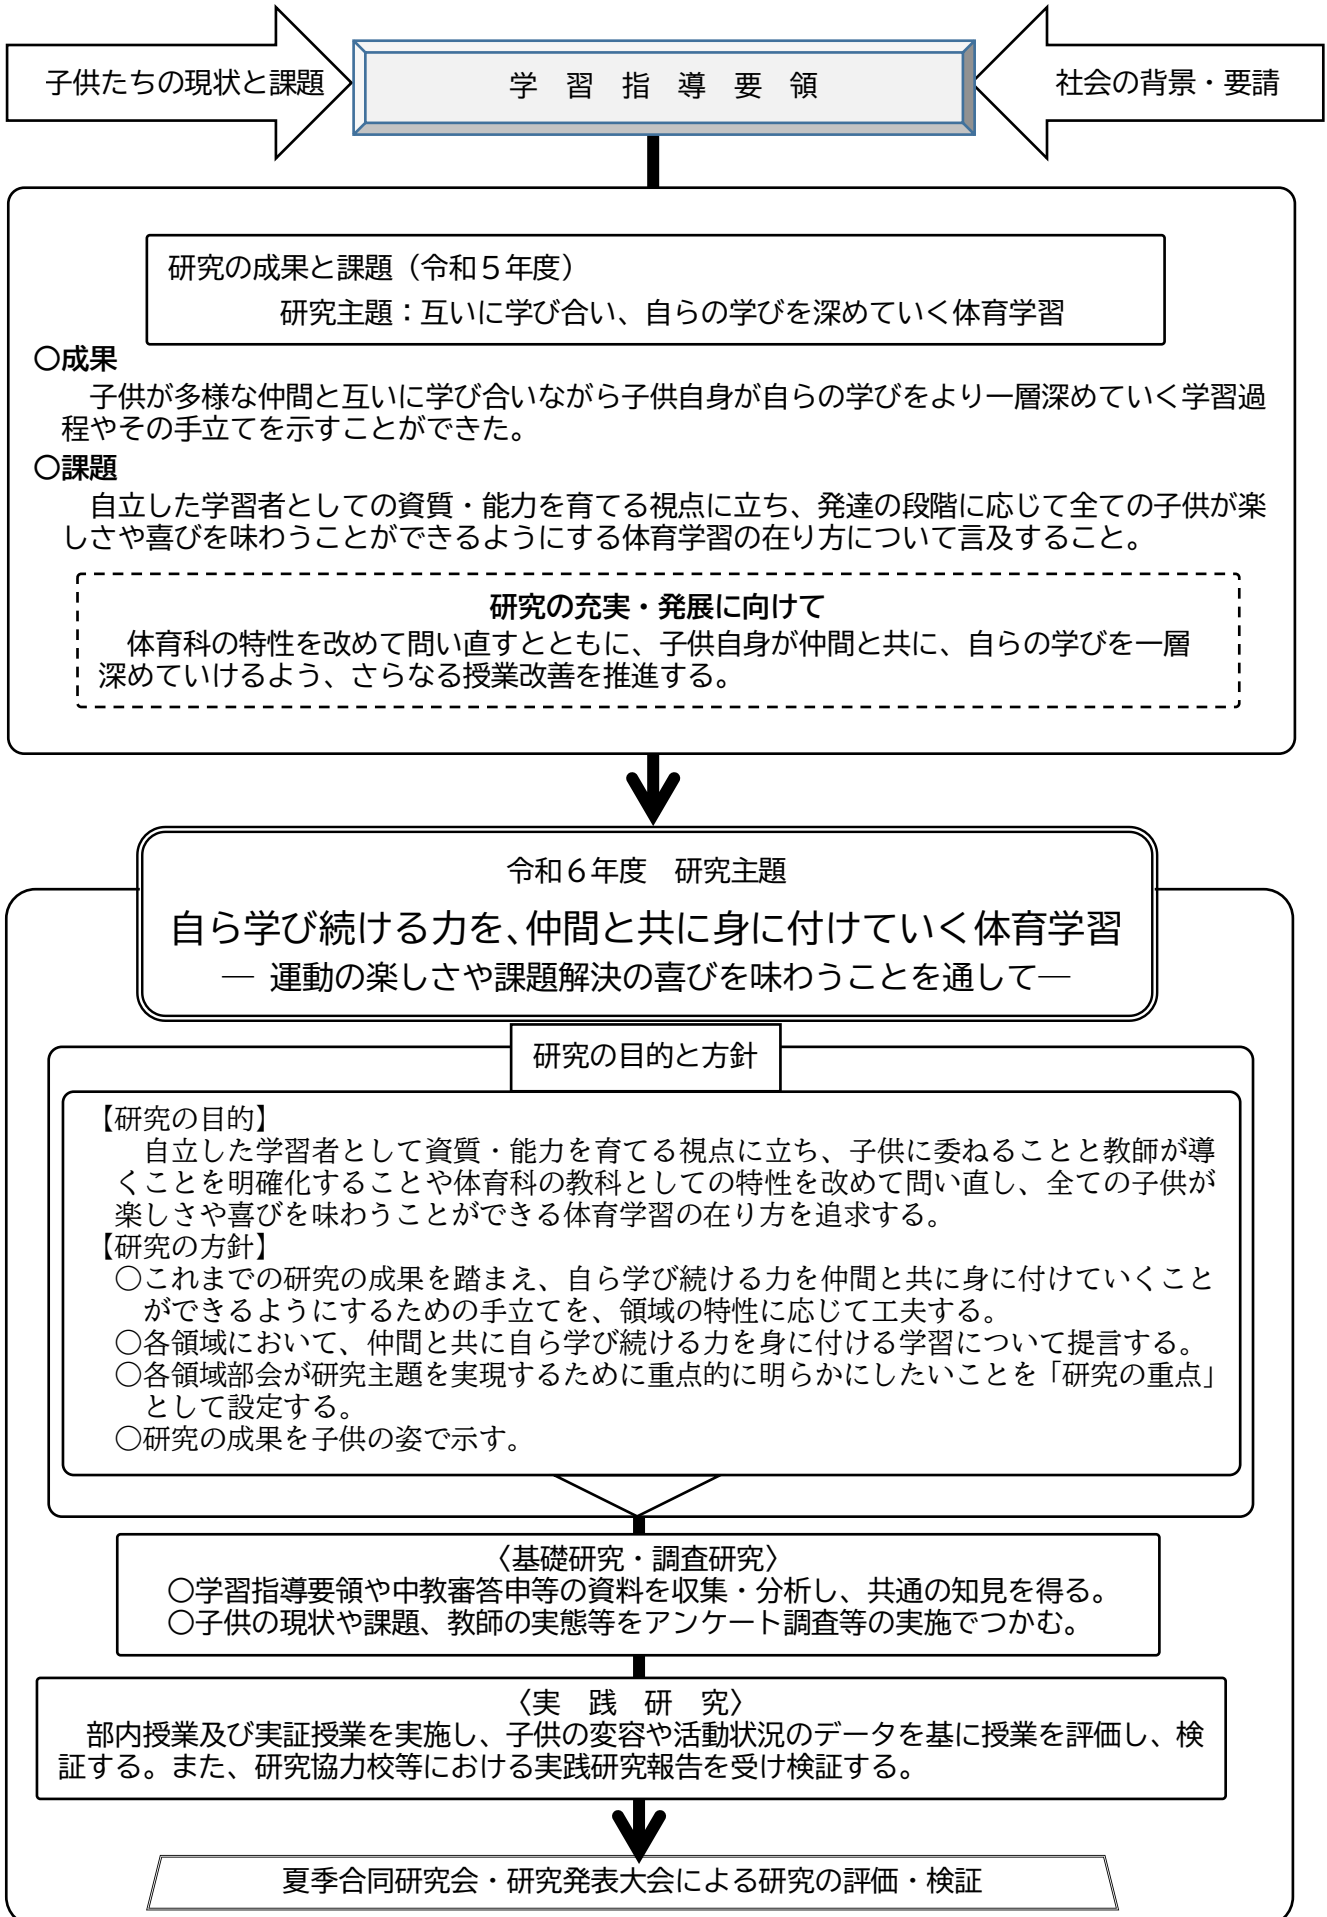 子供たちの現状と課題
学　習　指　導　要　領
社会の背景・要請
研究の成果と課題（令和５年度）
研究主題：互いに学び合い、自らの学びを深めていく体育学習
○成果
子供が多様な仲間と互いに学び合いながら子供自身が自らの学びをより一層深めていく学習過
程やその手立てを示すことができた。
○課題
自立した学習者としての資質・能力を育てる視点に立ち、発達の段階に応じて全ての子供が楽
しさや喜びを味わうことができるようにする体育学習の在り方について言及すること。
研究の充実・発展に向けて
体育科の特性を改めて問い直すとともに、子供自身が仲間と共に、自らの学びを一層
深めていけるよう、さらなる授業改善を推進する。
令和６年度　研究主題
自ら学び続ける力を、仲間と共に身に付けていく体育学習
― 運動の楽しさや課題解決の喜びを味わうことを通して―
研究の目的と方針
【研究の目的】
自立した学習者として資質・能力を育てる視点に立ち、子供に委ねることと教師が導
くことを明確化することや体育科の教科としての特性を改めて問い直し、全ての子供が
楽しさや喜びを味わうことができる体育学習の在り方を追求する。
【研究の方針】
○これまでの研究の成果を踏まえ、自ら学び続ける力を仲間と共に身に付けていくこと
ができるようにするための手立てを、領域の特性に応じて工夫する。
○各領域において、仲間と共に自ら学び続ける力を身に付ける学習について提言する。
○各領域部会が研究主題を実現するために重点的に明らかにしたいことを「研究の重点」
として設定する。
○研究の成果を子供の姿で示す。
〈基礎研究・調査研究〉
○学習指導要領や中教審答申等の資料を収集・分析し、共通の知見を得る。
○子供の現状や課題、教師の実態等をアンケート調査等の実施でつかむ。
〈実　践　研　究〉
部内授業及び実証授業を実施し、子供の変容や活動状況のデータを基に授業を評価し、検
証する。また、研究協力校等における実践研究報告を受け検証する。
夏季合同研究会・研究発表大会による研究の評価・検証